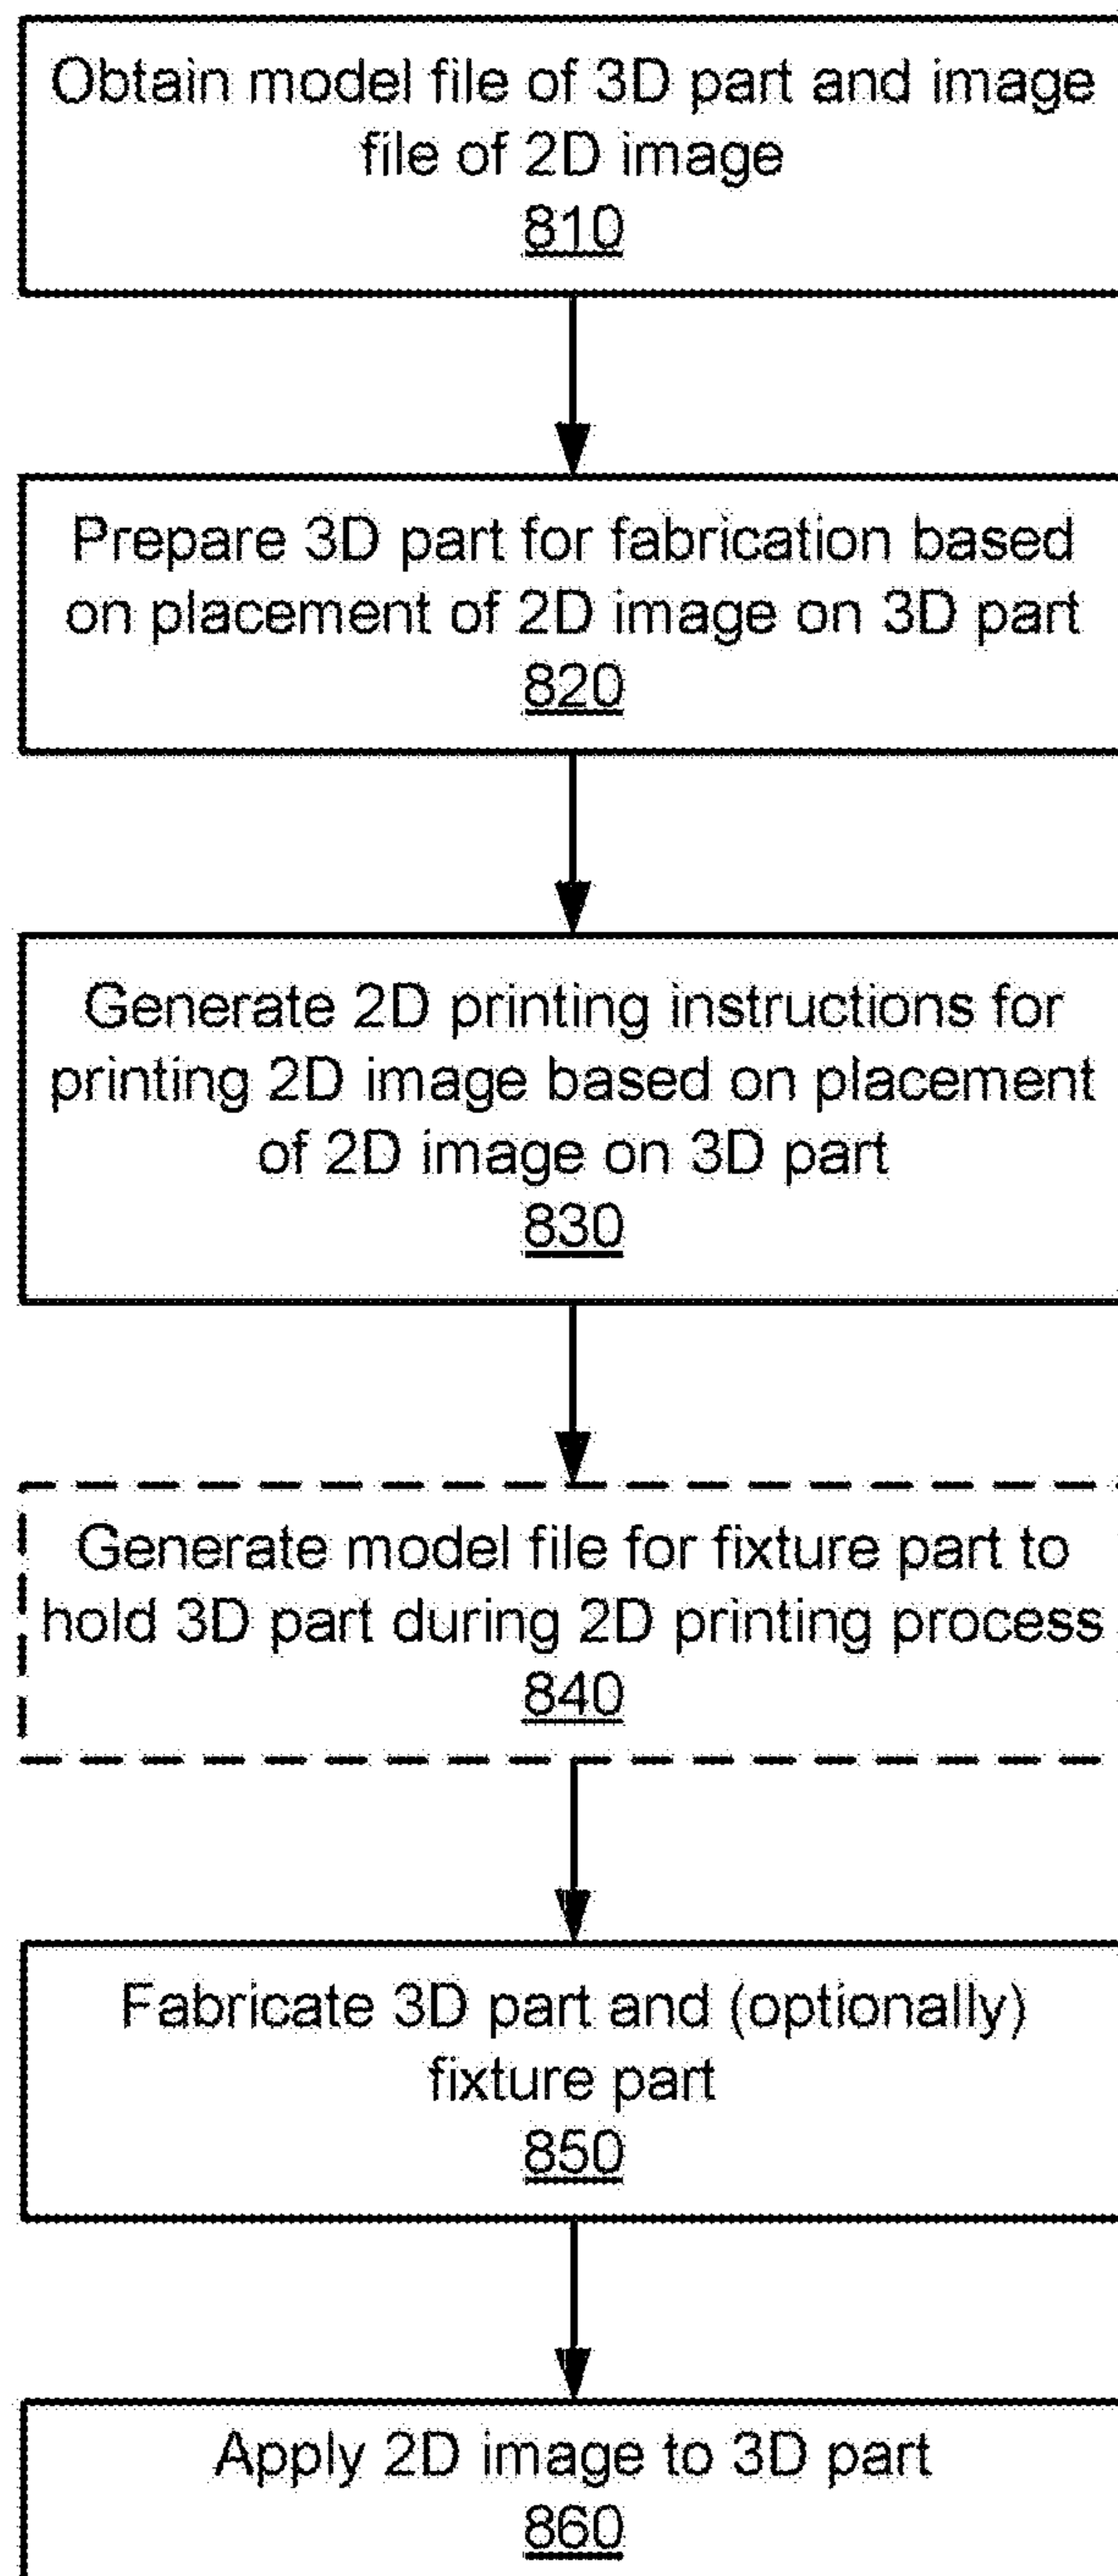 Obtain model file of 3D part and image
file of 2D image
810
Prepare 3D part for fabrication based
on placement of 2D image on 3D part
820
Generate 2D printing instructions for
printing 2D image based on placement
of 2D image on 3D part
830
Generate model file for fixture part to
hold 3D part during 2D printing process
840
Fabricate 3D part and (optionally)
fixture part
850
Apply 2D image to 3D part
860